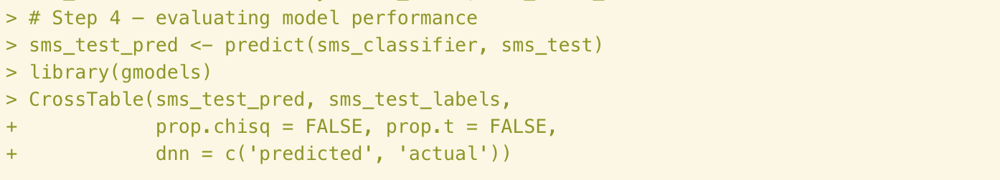 > # Step 4 – evaluating model performance
> sms_test_pred <- predict(sms_classifier, sms_test)
> library(gmodels)
> CrossTable(sms_test_pred, sms_test_labels,
+            prop.chisq = FALSE, prop.t = FALSE,
+            dnn = c('predicted', 'actual'))